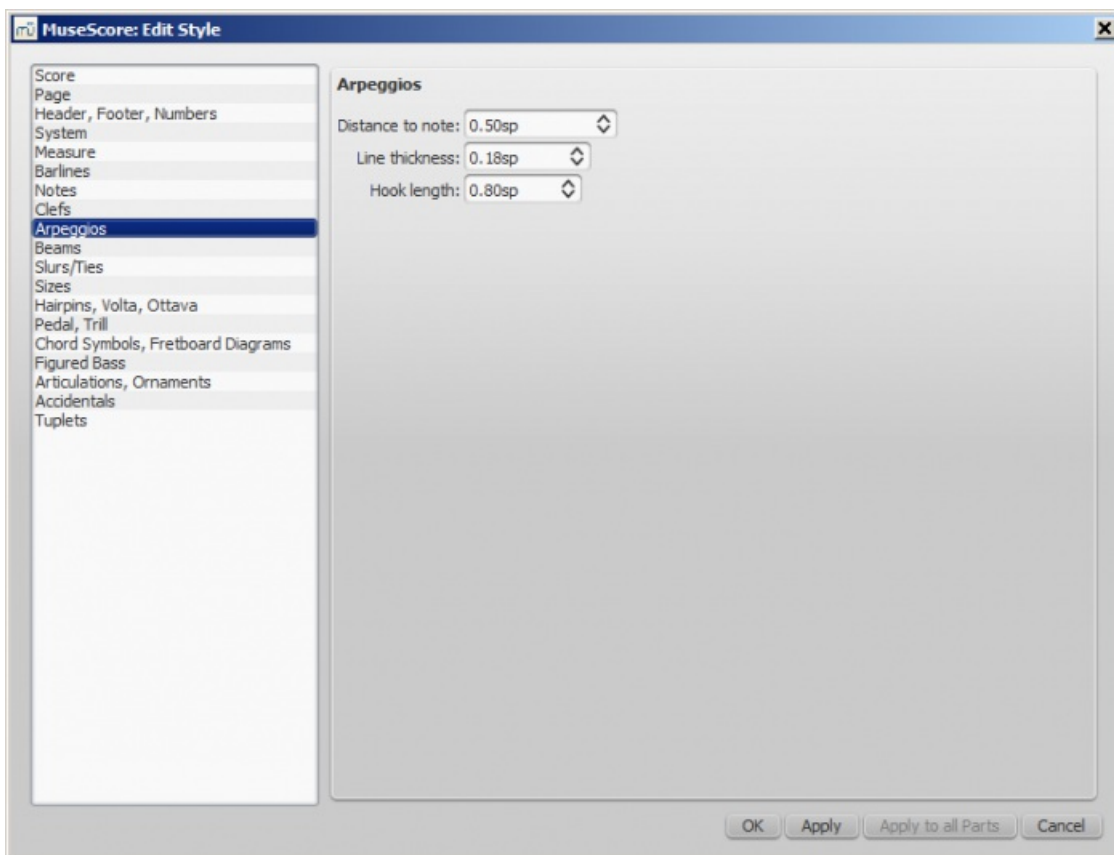 MuseScore: Edit Style
Score
Page
Header, Footer, Numbers
System
Measure
Barlines
Notes
Clefs
Arpeggios
Beams
Slurs/Ties
Sizes
Hairpins, Volta, Ottava
Pedal, Trill
Chord Symbols, Fretboard Diagrams
Figured Bass
Articulations, Ornaments
Accidentals
Tuplets
Arpeggios
Distance to note: 0.50sp
Line thickness: 0.18sp
Hook length: 0.80sp
OK Apply Apply to all Parts Cancel